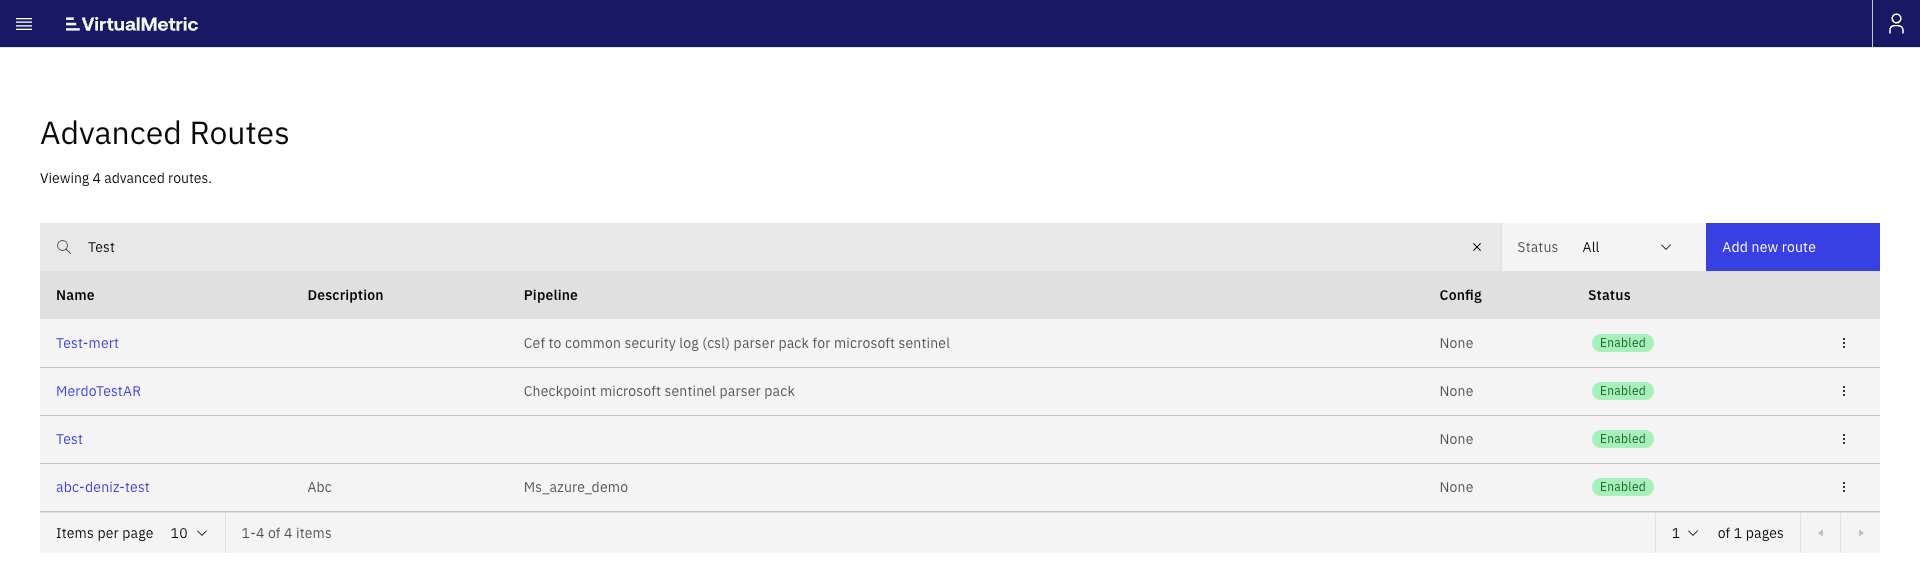 VirtualMetric
Advanced Routes
Viewing 4 advanced routes.
Test Status All Add new route
Name Description Pipeline Config Status
Test-mert Cef to common security log (csl) parser pack for microsoft sentinel None Enabled
MerdoTestAR Checkpoint microsoft sentinel parser pack None Enabled
Test None Enabled
abc-deniz-test Abc Ms_azure_demo None Enabled
Items per page 10 1-4 of 4 items 1 of 1 pages